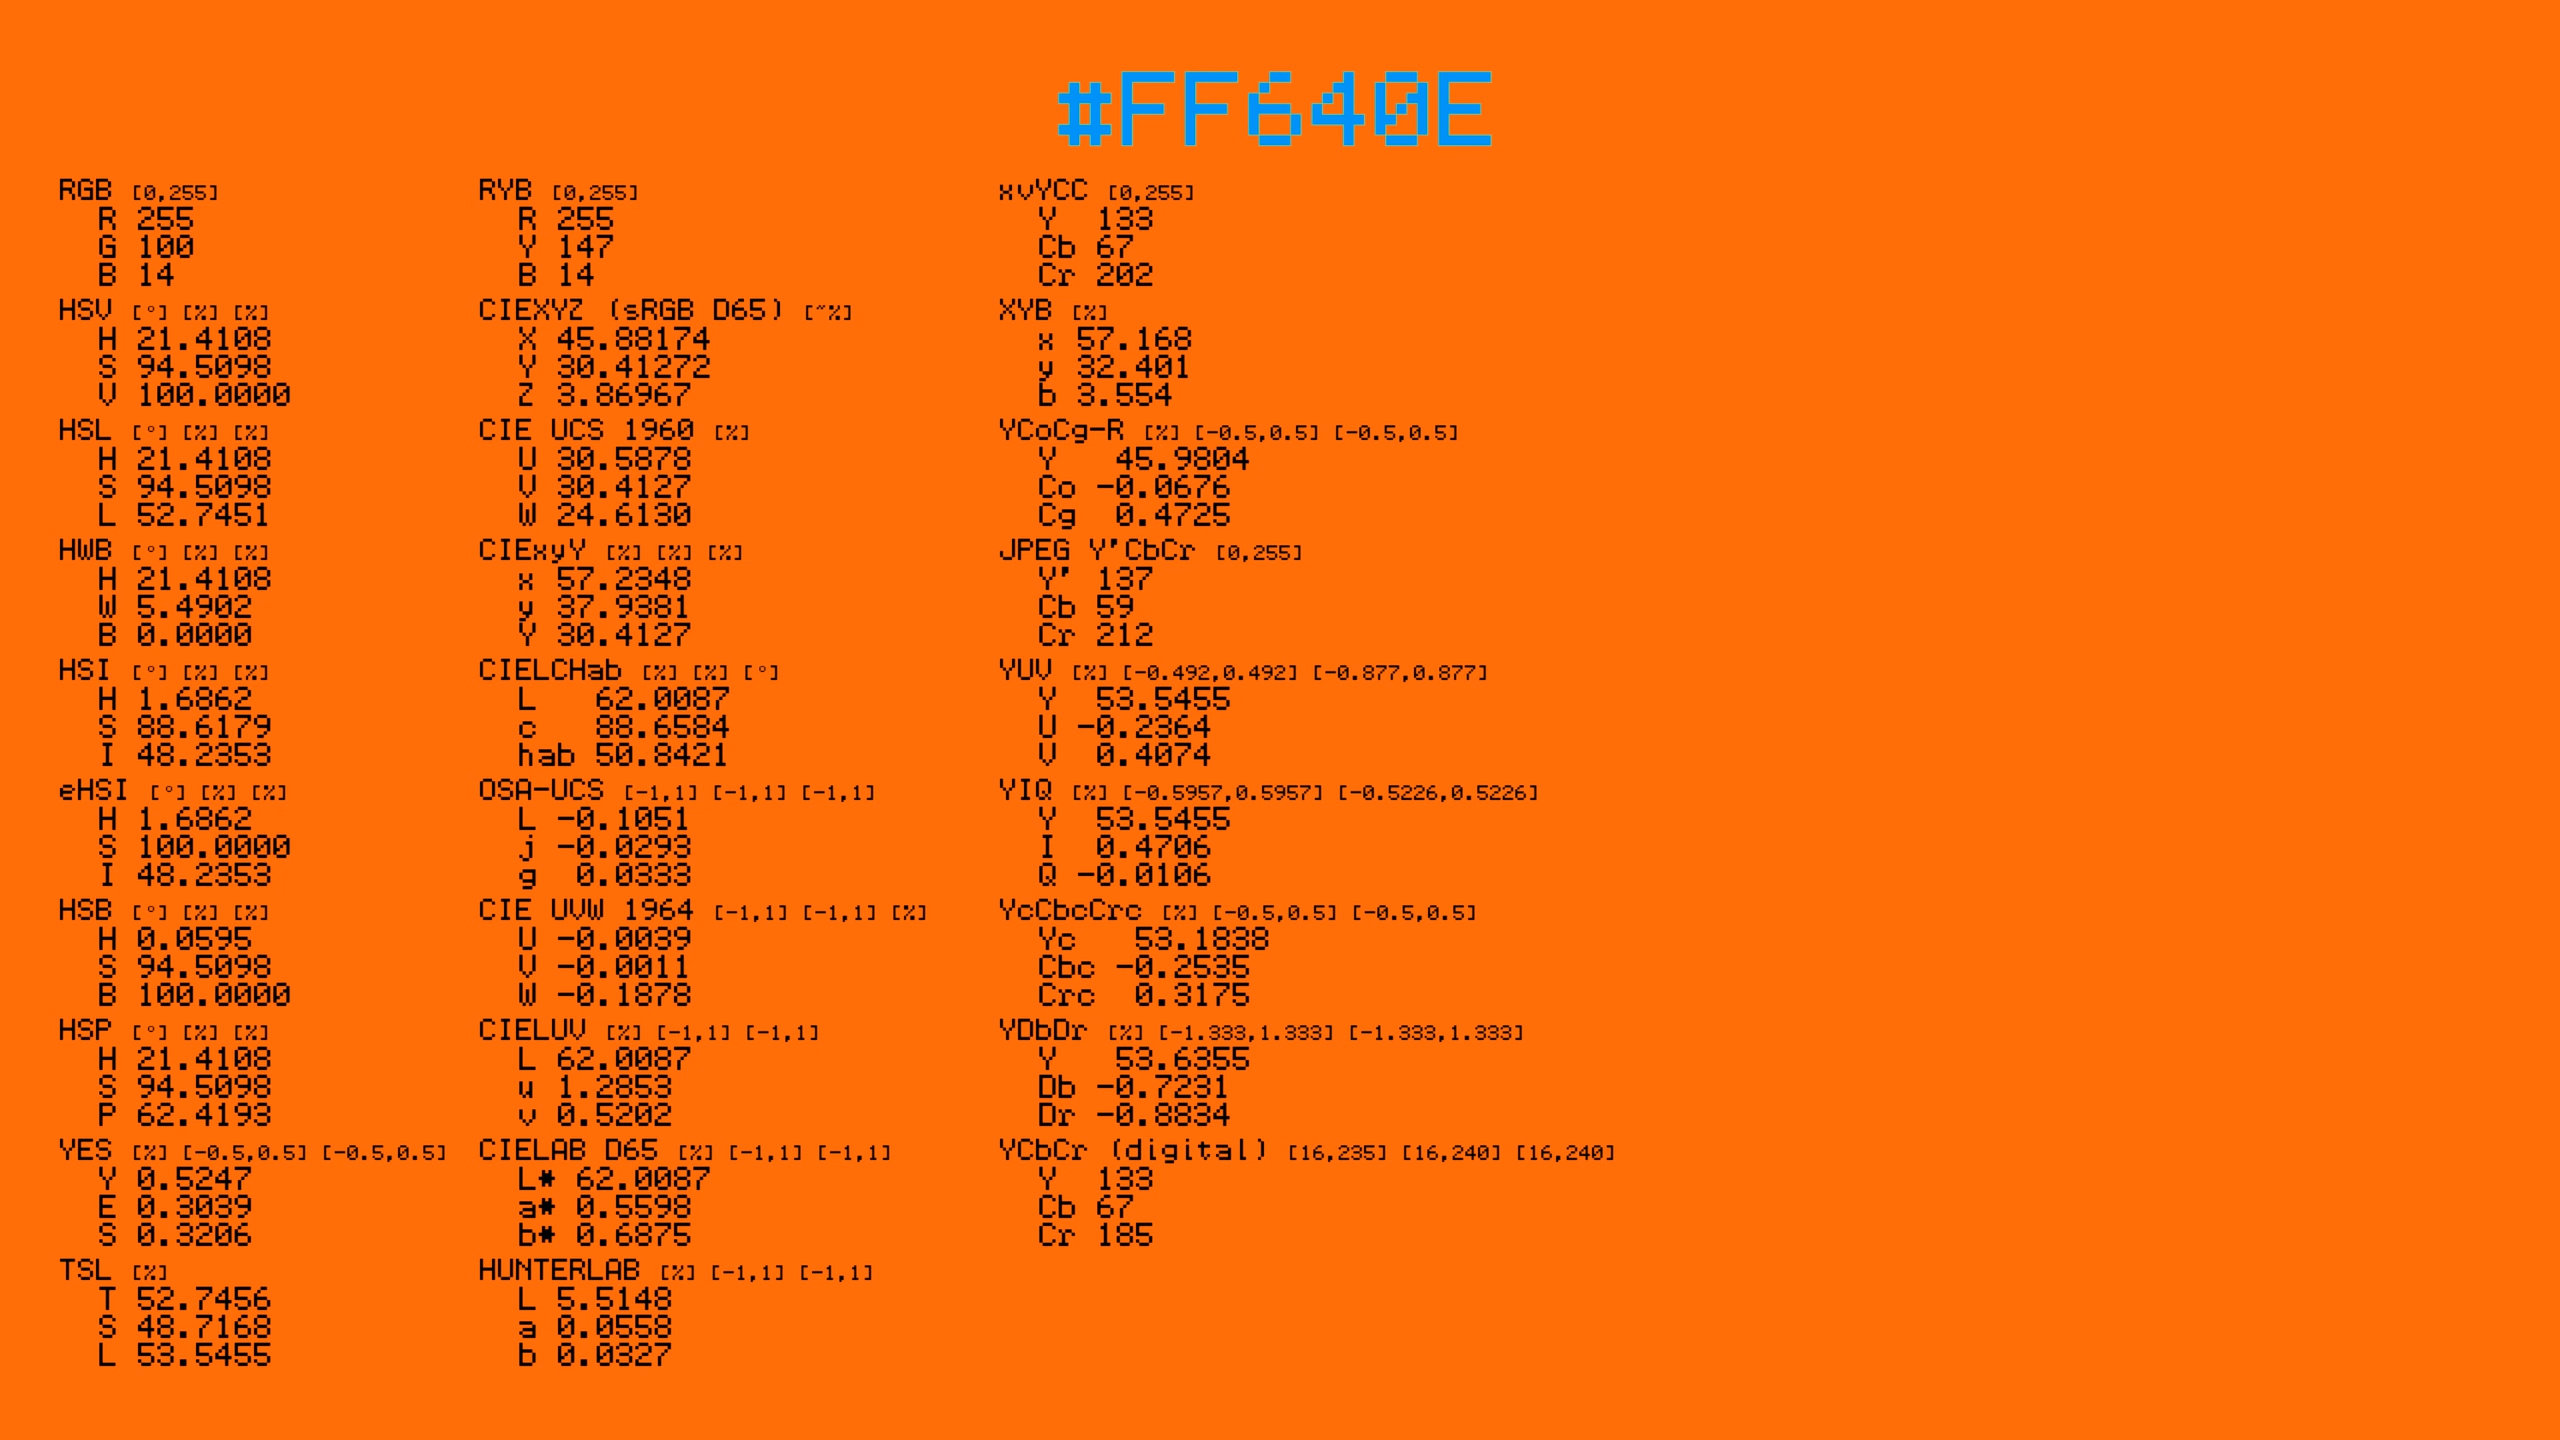 #FF640E
RGB [0,255]
R 255
G 100
B 14
HSV [°] [%] [%]
H 21.4108
S 94.5098
V 100.0000
HSL [°] [%] [%]
H 21.4108
S 94.5098
L 52.7451
HWB [°] [%] [%]
H 21.4108
W 5.4902
B 0.0000
HSI [°] [%] [%]
H 1.6862
S 88.6179
I 48.2353
eHSI [°] [%] [%]
H 1.6862
S 100.0000
I 48.2353
HSB [°] [%] [%]
H 0.0595
S 94.5098
B 100.0000
HSP [°] [%] [%]
H 21.4108
S 94.5098
P 62.4193
YES [%] [-0.5,0.5] [-0.5,0.5]
Y 0.5247
E 0.3039
S 0.3206
TSL [%]
T 52.7456
S 48.7168
L 53.5455
RYB [0,255]
R 255
Y 147
B 14
CIEXYZ (sRGB D65) [~%]
X 45.88174
Y 30.41272
Z 3.86967
CIE UCS 1960 [%]
U 30.5878
V 30.4127
W 24.6130
CIExyY [%] [%] [%]
x 57.2348
y 37.9381
Y 30.4127
CIELCHab [%] [%] [°]
L 62.0087
c 88.6584
hab 50.8421
OSA-UCS [-1,1] [-1,1] [-1,1]
L -0.1051
j -0.0293
g 0.0333
CIE UVW 1964 [-1,1] [-1,1] [%]
U -0.0039
V -0.0011
W -0.1878
CIELUV [%] [-1,1] [-1,1]
L 62.0087
u 1.2853
v 0.5202
CIELAB D65 [%] [-1,1] [-1,1]
L* 62.0087
a* 0.5598
b* 0.6875
HUNTERLAB [%] [-1,1] [-1,1]
L 5.5148
a 0.0558
b 0.0327
xvYCC [0,255]
Y 133
Cb 67
Cr 202
XYB [%]
x 57.168
y 32.401
b 3.554
YCoCg-R [%] [-0.5,0.5] [-0.5,0.5]
Y 45.9804
Co -0.0676
Cg 0.4725
JPEG Y'CbCr [0,255]
Y' 137
Cb 59
Cr 212
YUV [%] [-0.492,0.492] [-0.877,0.877]
Y 53.5455
U -0.2364
V 0.4074
YIQ [%] [-0.5957,0.5957] [-0.5226,0.5226]
Y 53.5455
I 0.4706
Q -0.0106
YcCbcCrc [%] [-0.5,0.5] [-0.5,0.5]
Yc 53.1838
Cbc -0.2535
Crc 0.3175
YDbDr [%] [-1.333,1.333] [-1.333,1.333]
Y 53.6355
Db -0.7231
Dr -0.8834
YCbCr (digital) [16,235] [16,240] [16,240]
Y 133
Cb 67
Cr 185